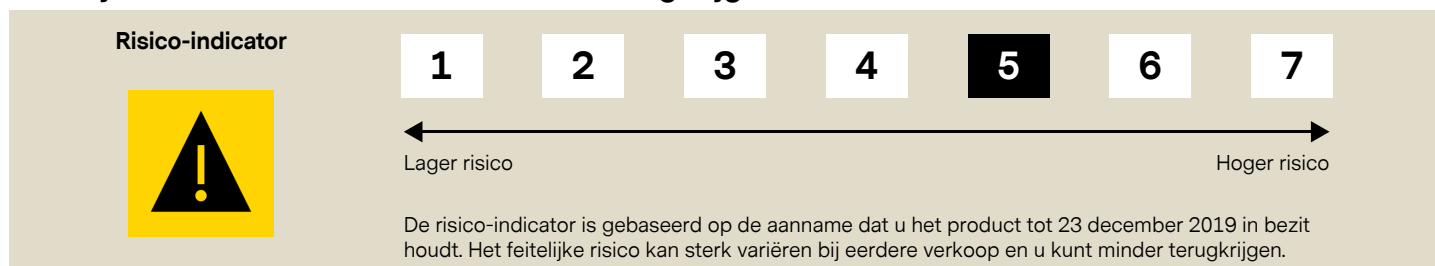 Risico-indicator
1 2 3 4 5 6 7
Lager risico Hoger risico
De risico-indicator is gebaseerd op de aanname dat u het product tot 23 december 2019 in bezit
houdt. Het feitelijke risico kan sterk variëren bij eerdere verkoop en u kunt minder terugkrijgen.